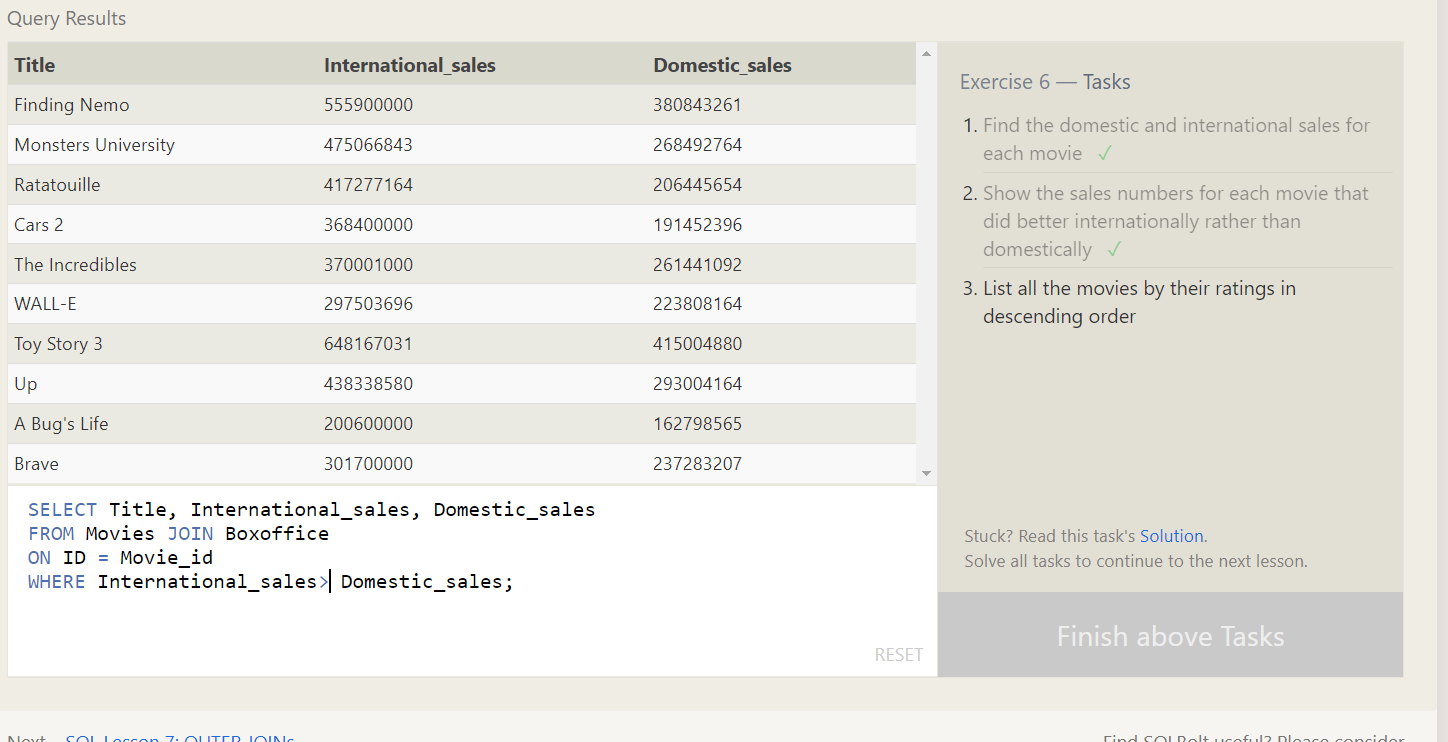 Query Results
Title International_sales Domestic_sales
Finding Nemo 555900000 380843261
Monsters University 475066843 268492764
Ratatouille 417277164 206445654
Cars 2 368400000 191452396
The Incredibles 370001000 261441092
WALL-E 297503696 223808164
Toy Story 3 648167031 415004880
Up 438338580 293004164
A Bug's Life 200600000 162798565
Brave 301700000 237283207
SELECT Title, International_sales, Domestic_sales
FROM Movies JOIN Boxoffice
ON ID = Movie_id
WHERE International_sales> Domestic_sales;
RESET
Exercise 6 — Tasks
1. Find the domestic and international sales for
each movie ✓
2. Show the sales numbers for each movie that
did better internationally rather than
domestically ✓
3. List all the movies by their ratings in
descending order
Stuck? Read this task's Solution.
Solve all tasks to continue to the next lesson.
Finish above Tasks
Next – SQL Lesson 7: OUTER JOINs
Find SQLBolt useful? Please consider